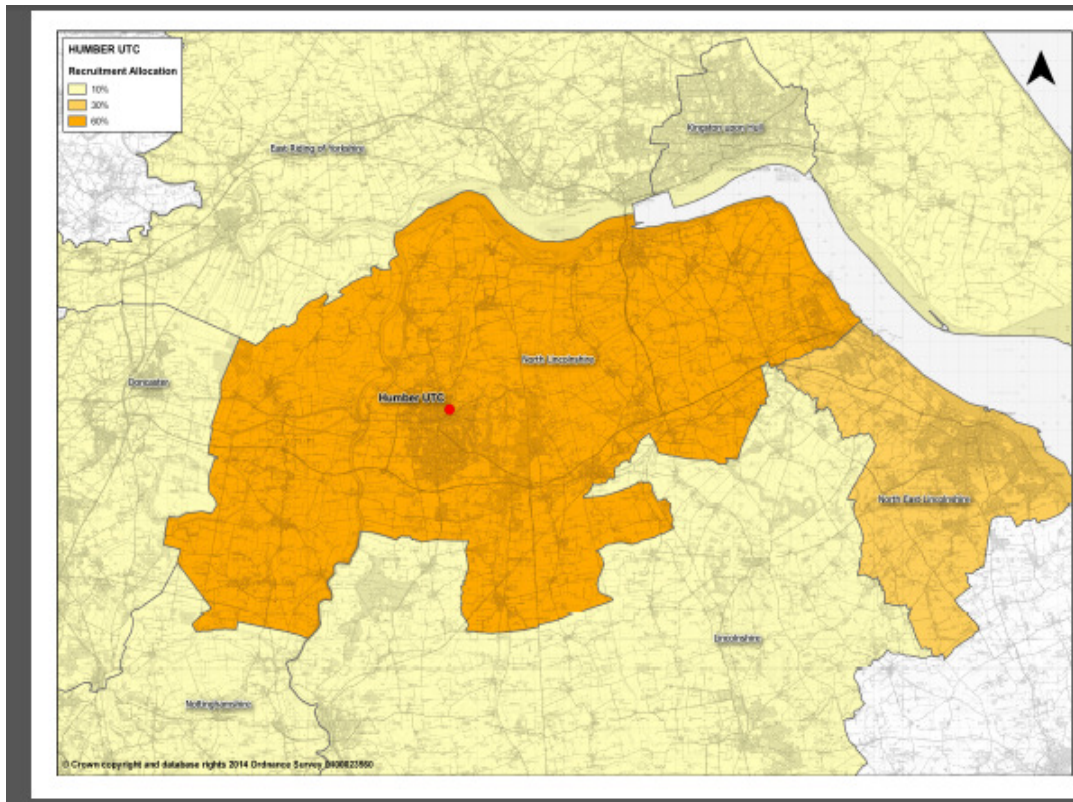 HUMBER UTC
Recruitment Allocation
10%
30%
60%
Kingston upon Hull
East Riding of Yorkshire
North Lincolnshire
Doncaster
Humber UTC
North East Lincolnshire
Lincolnshire
Nottinghamshire
© Crown copyright and database rights 2014 Ordnance Survey 0100023560